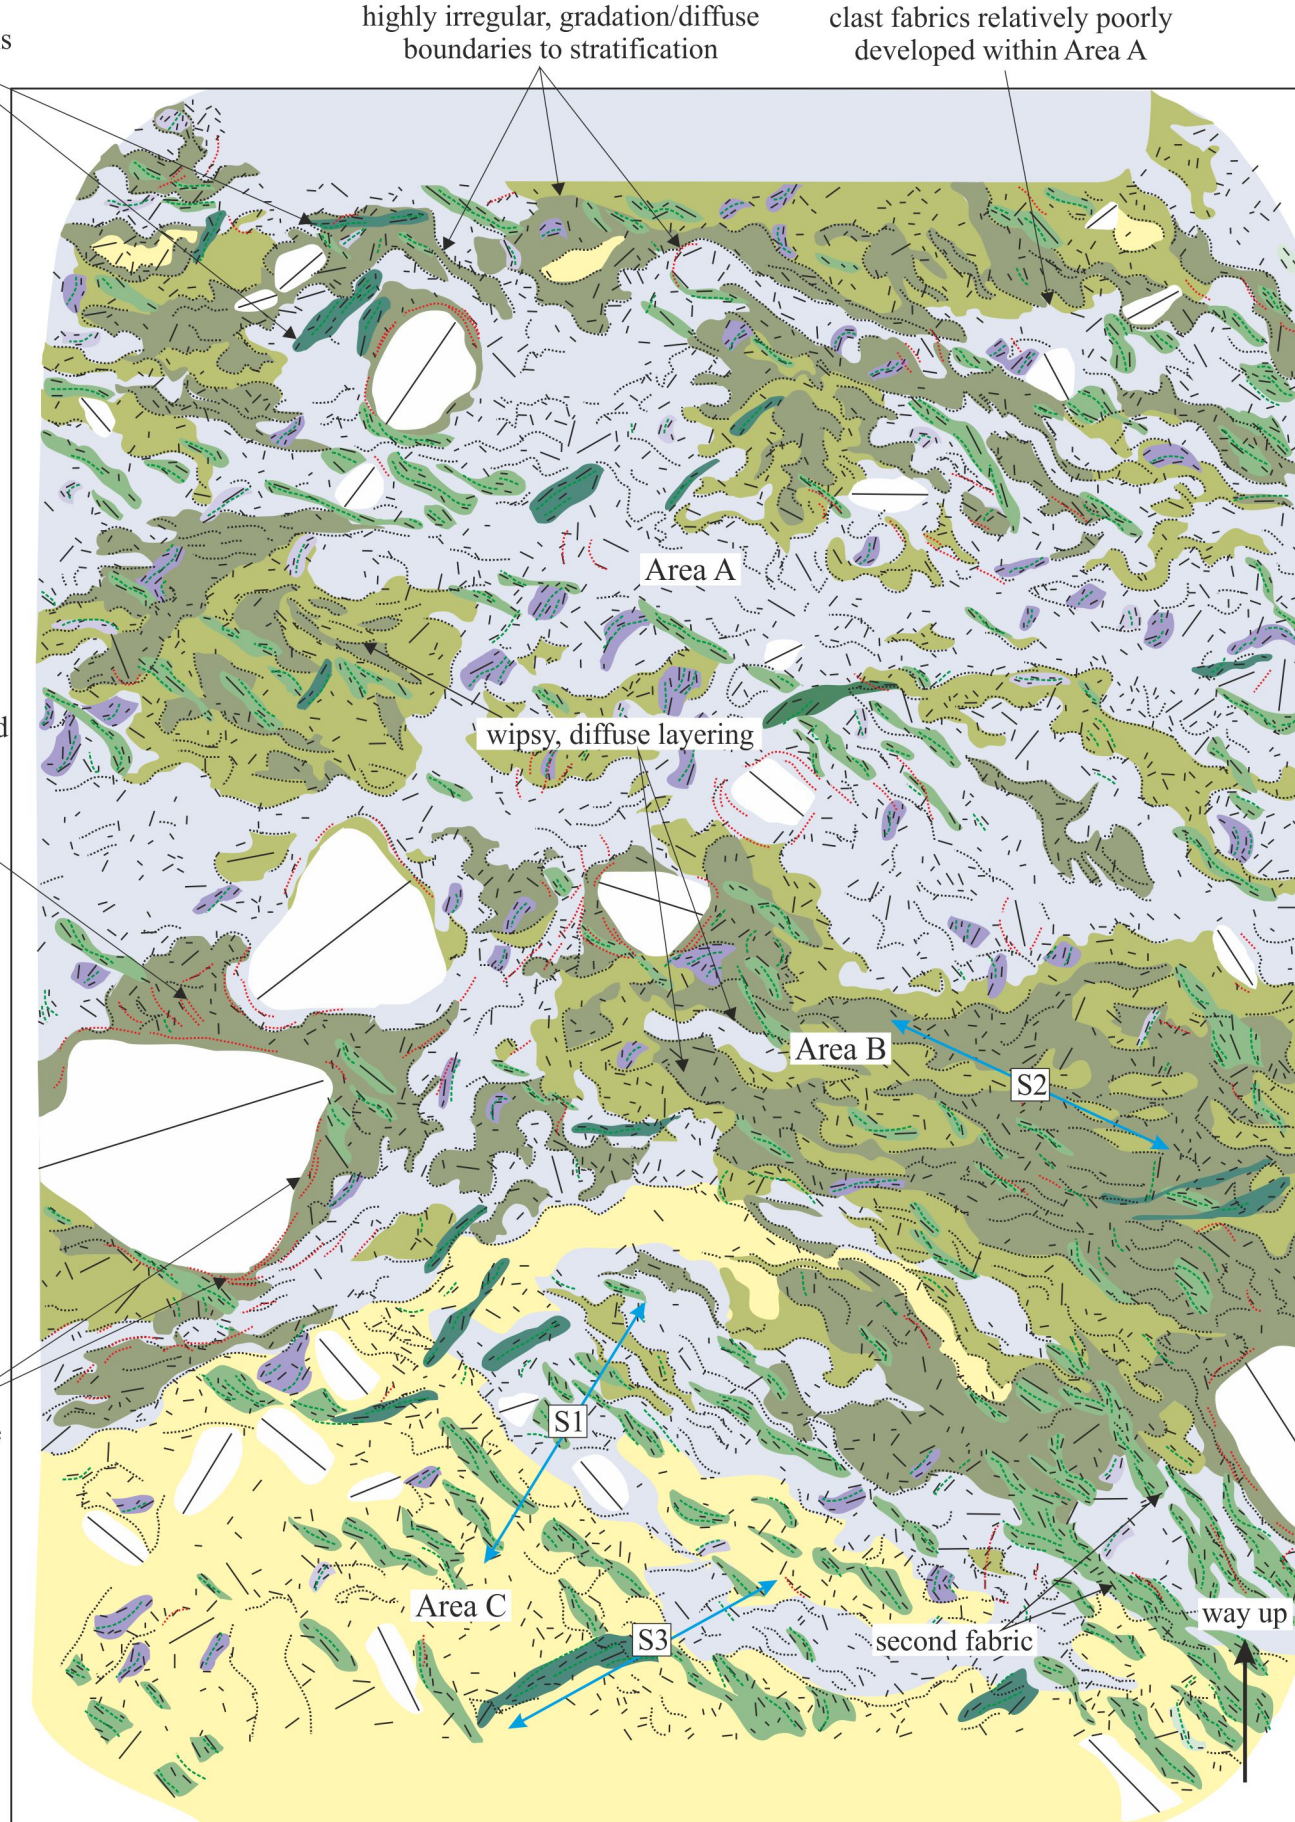 highly irregular, gradation/diffuse
boundaries to stratification
clast fabrics relatively poorly
developed within Area A
Area A
wipsy, diffuse layering
Area B
S2
S1
Area C
S3
second fabric
way up